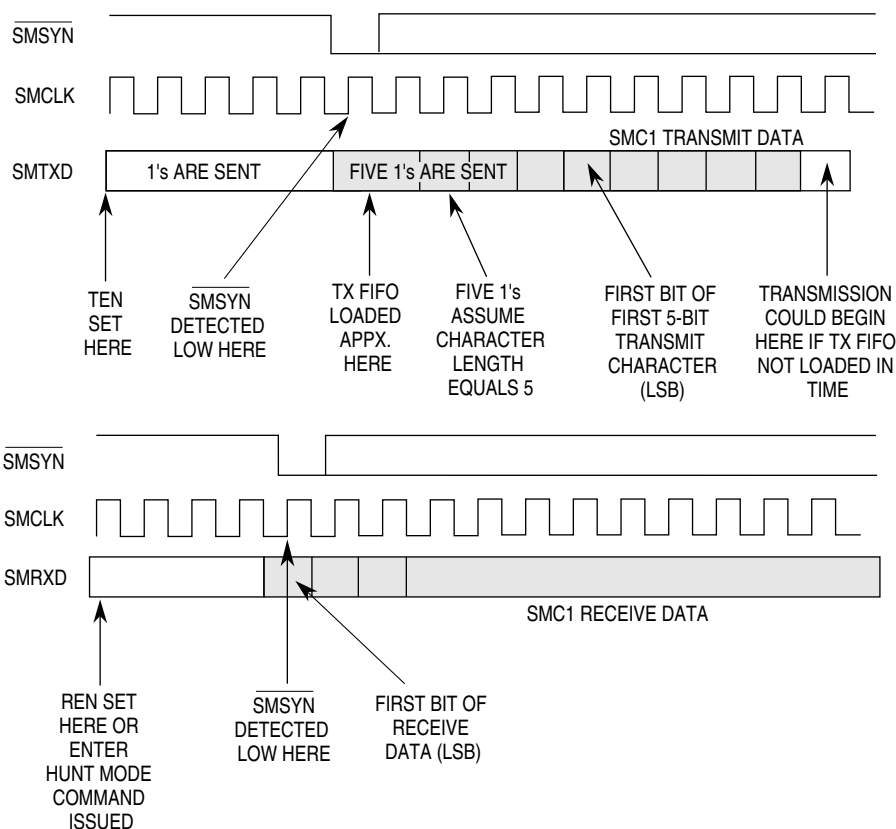 SMSYN
SMCLK
SMC1 TRANSMIT DATA
SMTXD
1's ARE SENT
FIVE 1's ARE SENT
TEN
SET
HERE
SMSYN
DETECTED
LOW HERE
TX FIFO
LOADED
APPX.
HERE
FIVE 1's
ASSUME
CHARACTER
LENGTH
EQUALS 5
FIRST BIT OF
FIRST 5-BIT
TRANSMIT
CHARACTER
(LSB)
TRANSMISSION
COULD BEGIN
HERE IF TX FIFO
NOT LOADED IN
TIME
SMSYN
SMCLK
SMRXD
SMC1 RECEIVE DATA
REN SET
HERE OR
ENTER
HUNT MODE
COMMAND
ISSUED
SMSYN
DETECTED
LOW HERE
FIRST BIT OF
RECEIVE
DATA (LSB)